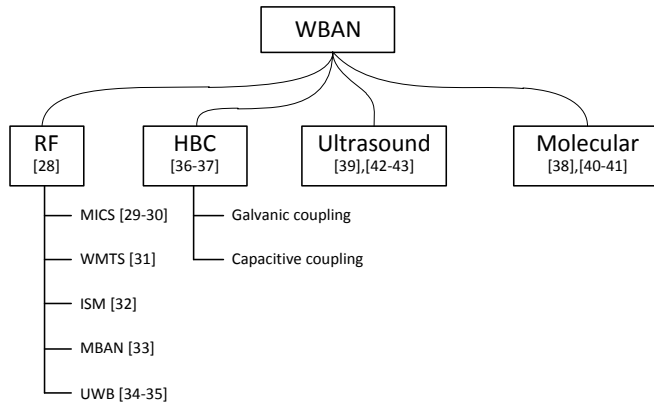 WBAN
RF
[28]
HBC
[36-37]
Ultrasound
[39],[42-43]
Molecular
[38],[40-41]
MICS [29-30]
WMTS [31]
ISM [32]
MBAN [33]
UWB [34-35]
Galvanic coupling
Capacitive coupling